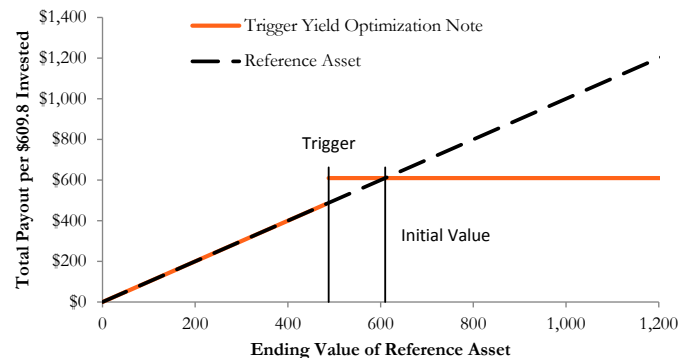 $1,400
$1,200
$1,000
$800
$600
$400
$200
$0
Total Payout per $609.8 Invested
Trigger Yield Optimization Note
Reference Asset
Trigger
Initial Value
0 200 400 600 800 1,000 1,200
Ending Value of Reference Asset